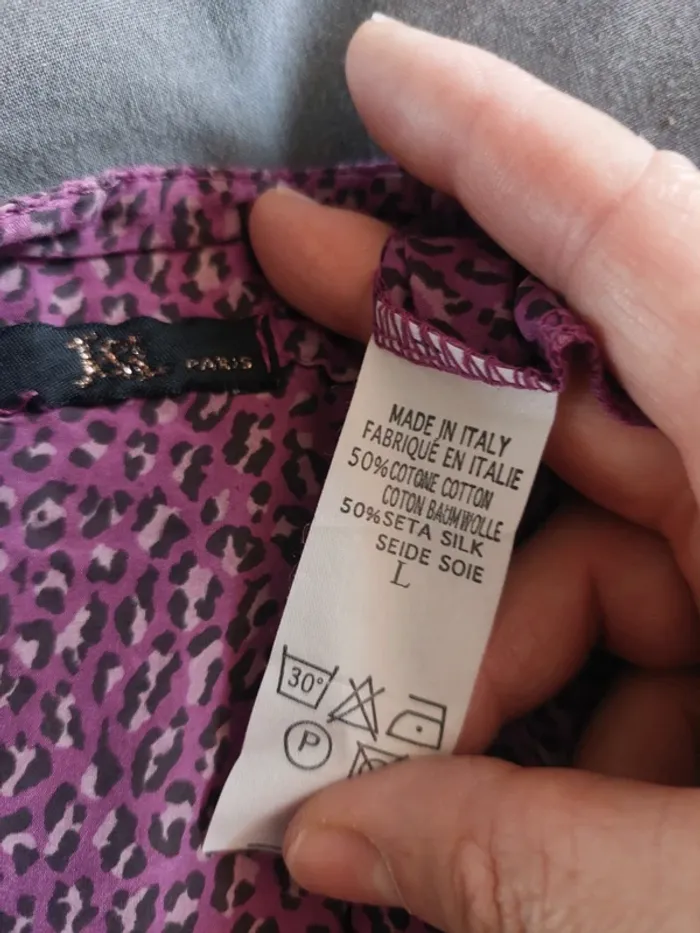 PARIS
MADE IN ITALY
FABRIQUÉ EN ITALIE
50% COTONE COTTON
COTON BAUMWOLLE
50% SETA SILK
SEIDE SOIE
L
30°
P